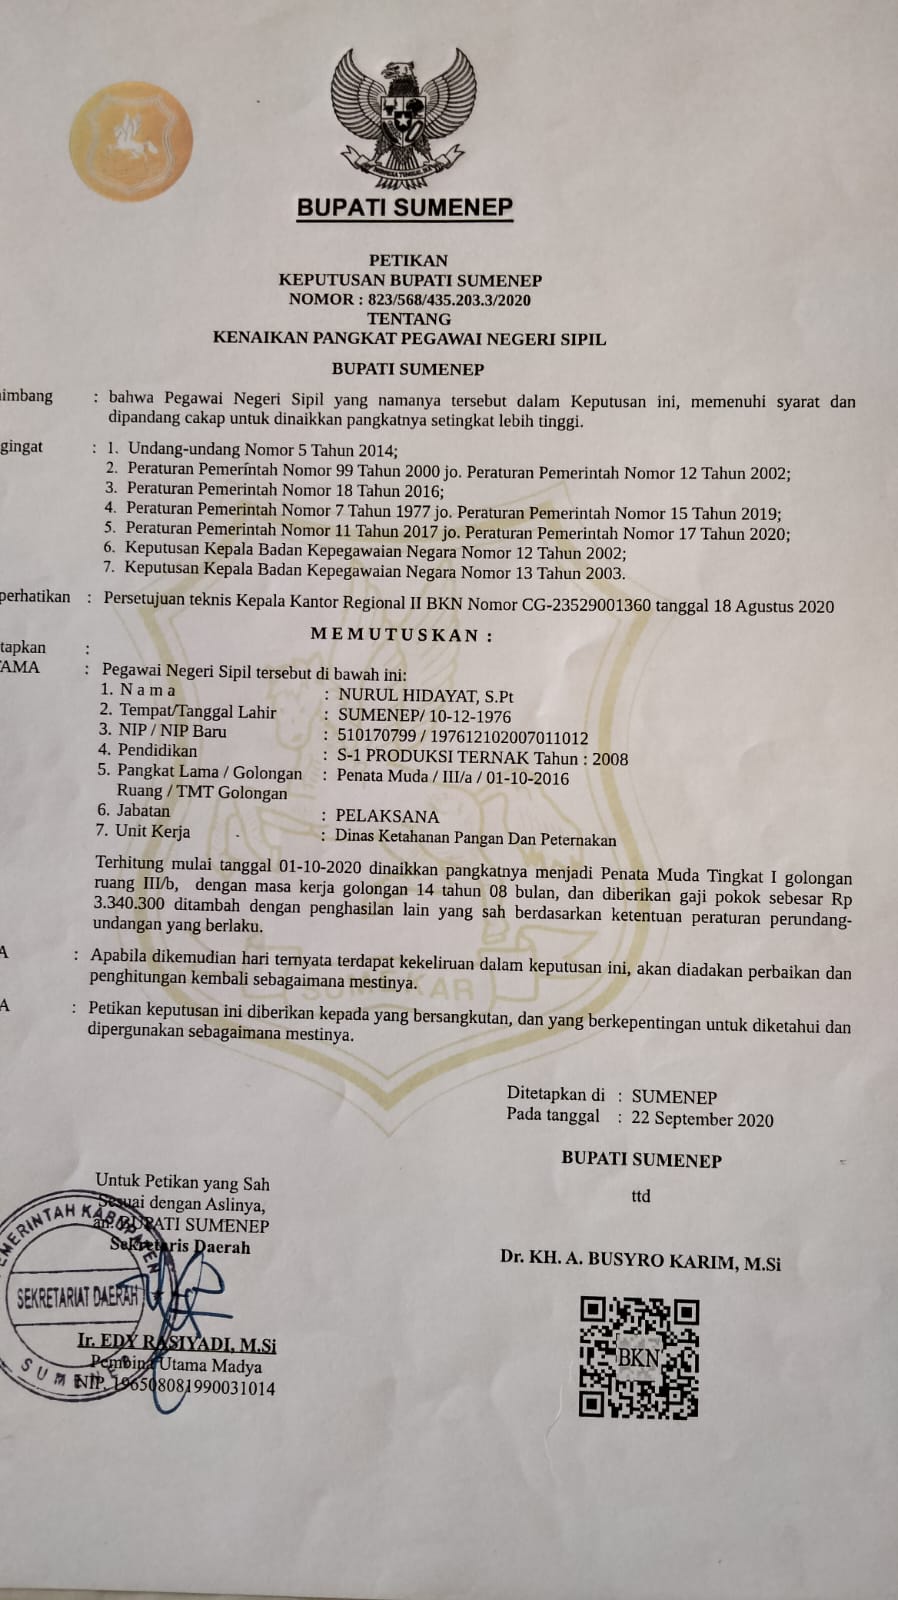 BUPATI SUMENEP
PETIKAN
KEPUTUSAN BUPATI SUMENEP
NOMOR : 823/568/435.203.3/2020
TENTANG
KENAIKAN PANGKAT PEGAWAI NEGERI SIPIL
BUPATI SUMENEP
imbang : bahwa Pegawai Negeri Sipil yang namanya tersebut dalam Keputusan ini, memenuhi syarat dan
dipandang cakap untuk dinaikkan pangkatnya setingkat lebih tinggi.
gingat : 1. Undang-undang Nomor 5 Tahun 2014;
2. Peraturan Pemerintah Nomor 99 Tahun 2000 jo. Peraturan Pemerintah Nomor 12 Tahun 2002;
3. Peraturan Pemerintah Nomor 18 Tahun 2016;
4. Peraturan Pemerintah Nomor 7 Tahun 1977 jo. Peraturan Pemerintah Nomor 15 Tahun 2019;
5. Peraturan Pemerintah Nomor 11 Tahun 2017 jo. Peraturan Pemerintah Nomor 17 Tahun 2020;
6. Keputusan Kepala Badan Kepegawaian Negara Nomor 12 Tahun 2002;
7. Keputusan Kepala Badan Kepegawaian Negara Nomor 13 Tahun 2003.
perhatikan : Persetujuan teknis Kepala Kantor Regional II BKN Nomor CG-23529001360 tanggal 18 Agustus 2020
M E M U T U S K A N :
tapkan :
TAMA : Pegawai Negeri Sipil tersebut di bawah ini:
1. N a m a : NURUL HIDAYAT, S.Pt
2. Tempat/Tanggal Lahir : SUMENEP/ 10-12-1976
3. NIP / NIP Baru : 510170799 / 197612102007011012
4. Pendidikan : S-1 PRODUKSI TERNAK Tahun : 2008
5. Pangkat Lama / Golongan : Penata Muda / III/a / 01-10-2016
Ruang / TMT Golongan
6. Jabatan : PELAKSANA
7. Unit Kerja : Dinas Ketahanan Pangan Dan Peternakan
Terhitung mulai tanggal 01-10-2020 dinaikkan pangkatnya menjadi Penata Muda Tingkat I golongan
ruang III/b, dengan masa kerja golongan 14 tahun 08 bulan, dan diberikan gaji pokok sebesar Rp
3.340.300 ditambah dengan penghasilan lain yang sah berdasarkan ketentuan peraturan perundang-
undangan yang berlaku.
A : Apabila dikemudian hari ternyata terdapat kekeliruan dalam keputusan ini, akan diadakan perbaikan dan
penghitungan kembali sebagaimana mestinya.
SUMEKAR
A : Petikan keputusan ini diberikan kepada yang bersangkutan, dan yang berkepentingan untuk diketahui dan
dipergunakan sebagaimana mestinya.
Ditetapkan di : SUMENEP
Pada tanggal : 22 September 2020
BUPATI SUMENEP
ttd
Dr. KH. A. BUSYRO KARIM, M.Si
BKN
Untuk Petikan yang Sah
Sesuai dengan Aslinya,
an. BUPATI SUMENEP
Sekretaris Daerah
Ir. EDY RASIYADI, M.Si
Pembina Utama Madya
NIP. 196508081990031014
EMERINTAH KABUPATEN
SEKRETARIAT DAERAH
SUMENEP